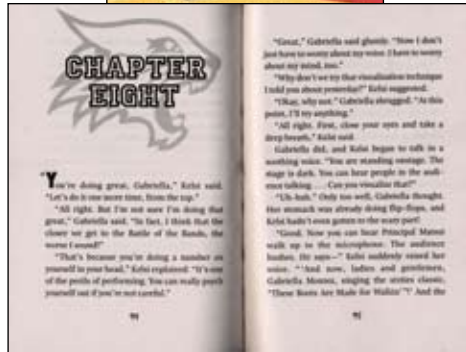 CHAPTER
EIGHT
"You're doing great, Gabriella," Kelsi said.
"Let's do it one more time, from the top."
"All right. But I'm not sure I'm doing that
great," Gabriella said. "In fact, I think that the
closer we get to the Battle of the Bands, the
worse I sound!"
"That's because you're doing a number on
yourself in your head," Kelsi explained. "It's one
of the perils of performing. You can really psych
yourself out if you're not careful."
"Great," Gabriella said glumly. "Now I don't
just have to worry about my voice. I have to worry
about my mind, too."
"Why don't we try that visualization technique
I told you about yesterday?" Kelsi suggested.
"Okay, why not." Gabriella shrugged. "At this
point, I'll try anything."
"All right. First, close your eyes and take a
deep breath," Kelsi said.
Gabriella did, and Kelsi began to talk in a
soothing voice. "You are standing onstage. The
stage is dark. You can hear people in the audi-
ence talking. . . . Can you visualize that?"
"Uh-huh." Only too well, Gabriella thought.
Her stomach was already doing flip-flops, and
Kelsi hadn't even gotten to the scary part!
"Good. Now you can hear Principal Matsui
walk up to the microphone. The audience
hushes. He says—" Kelsi suddenly raised her
voice. "'And now, ladies and gentlemen,
Gabriella Montez, singing the sixties classic,
"These Boots Are Made for Walkin'"!' And the